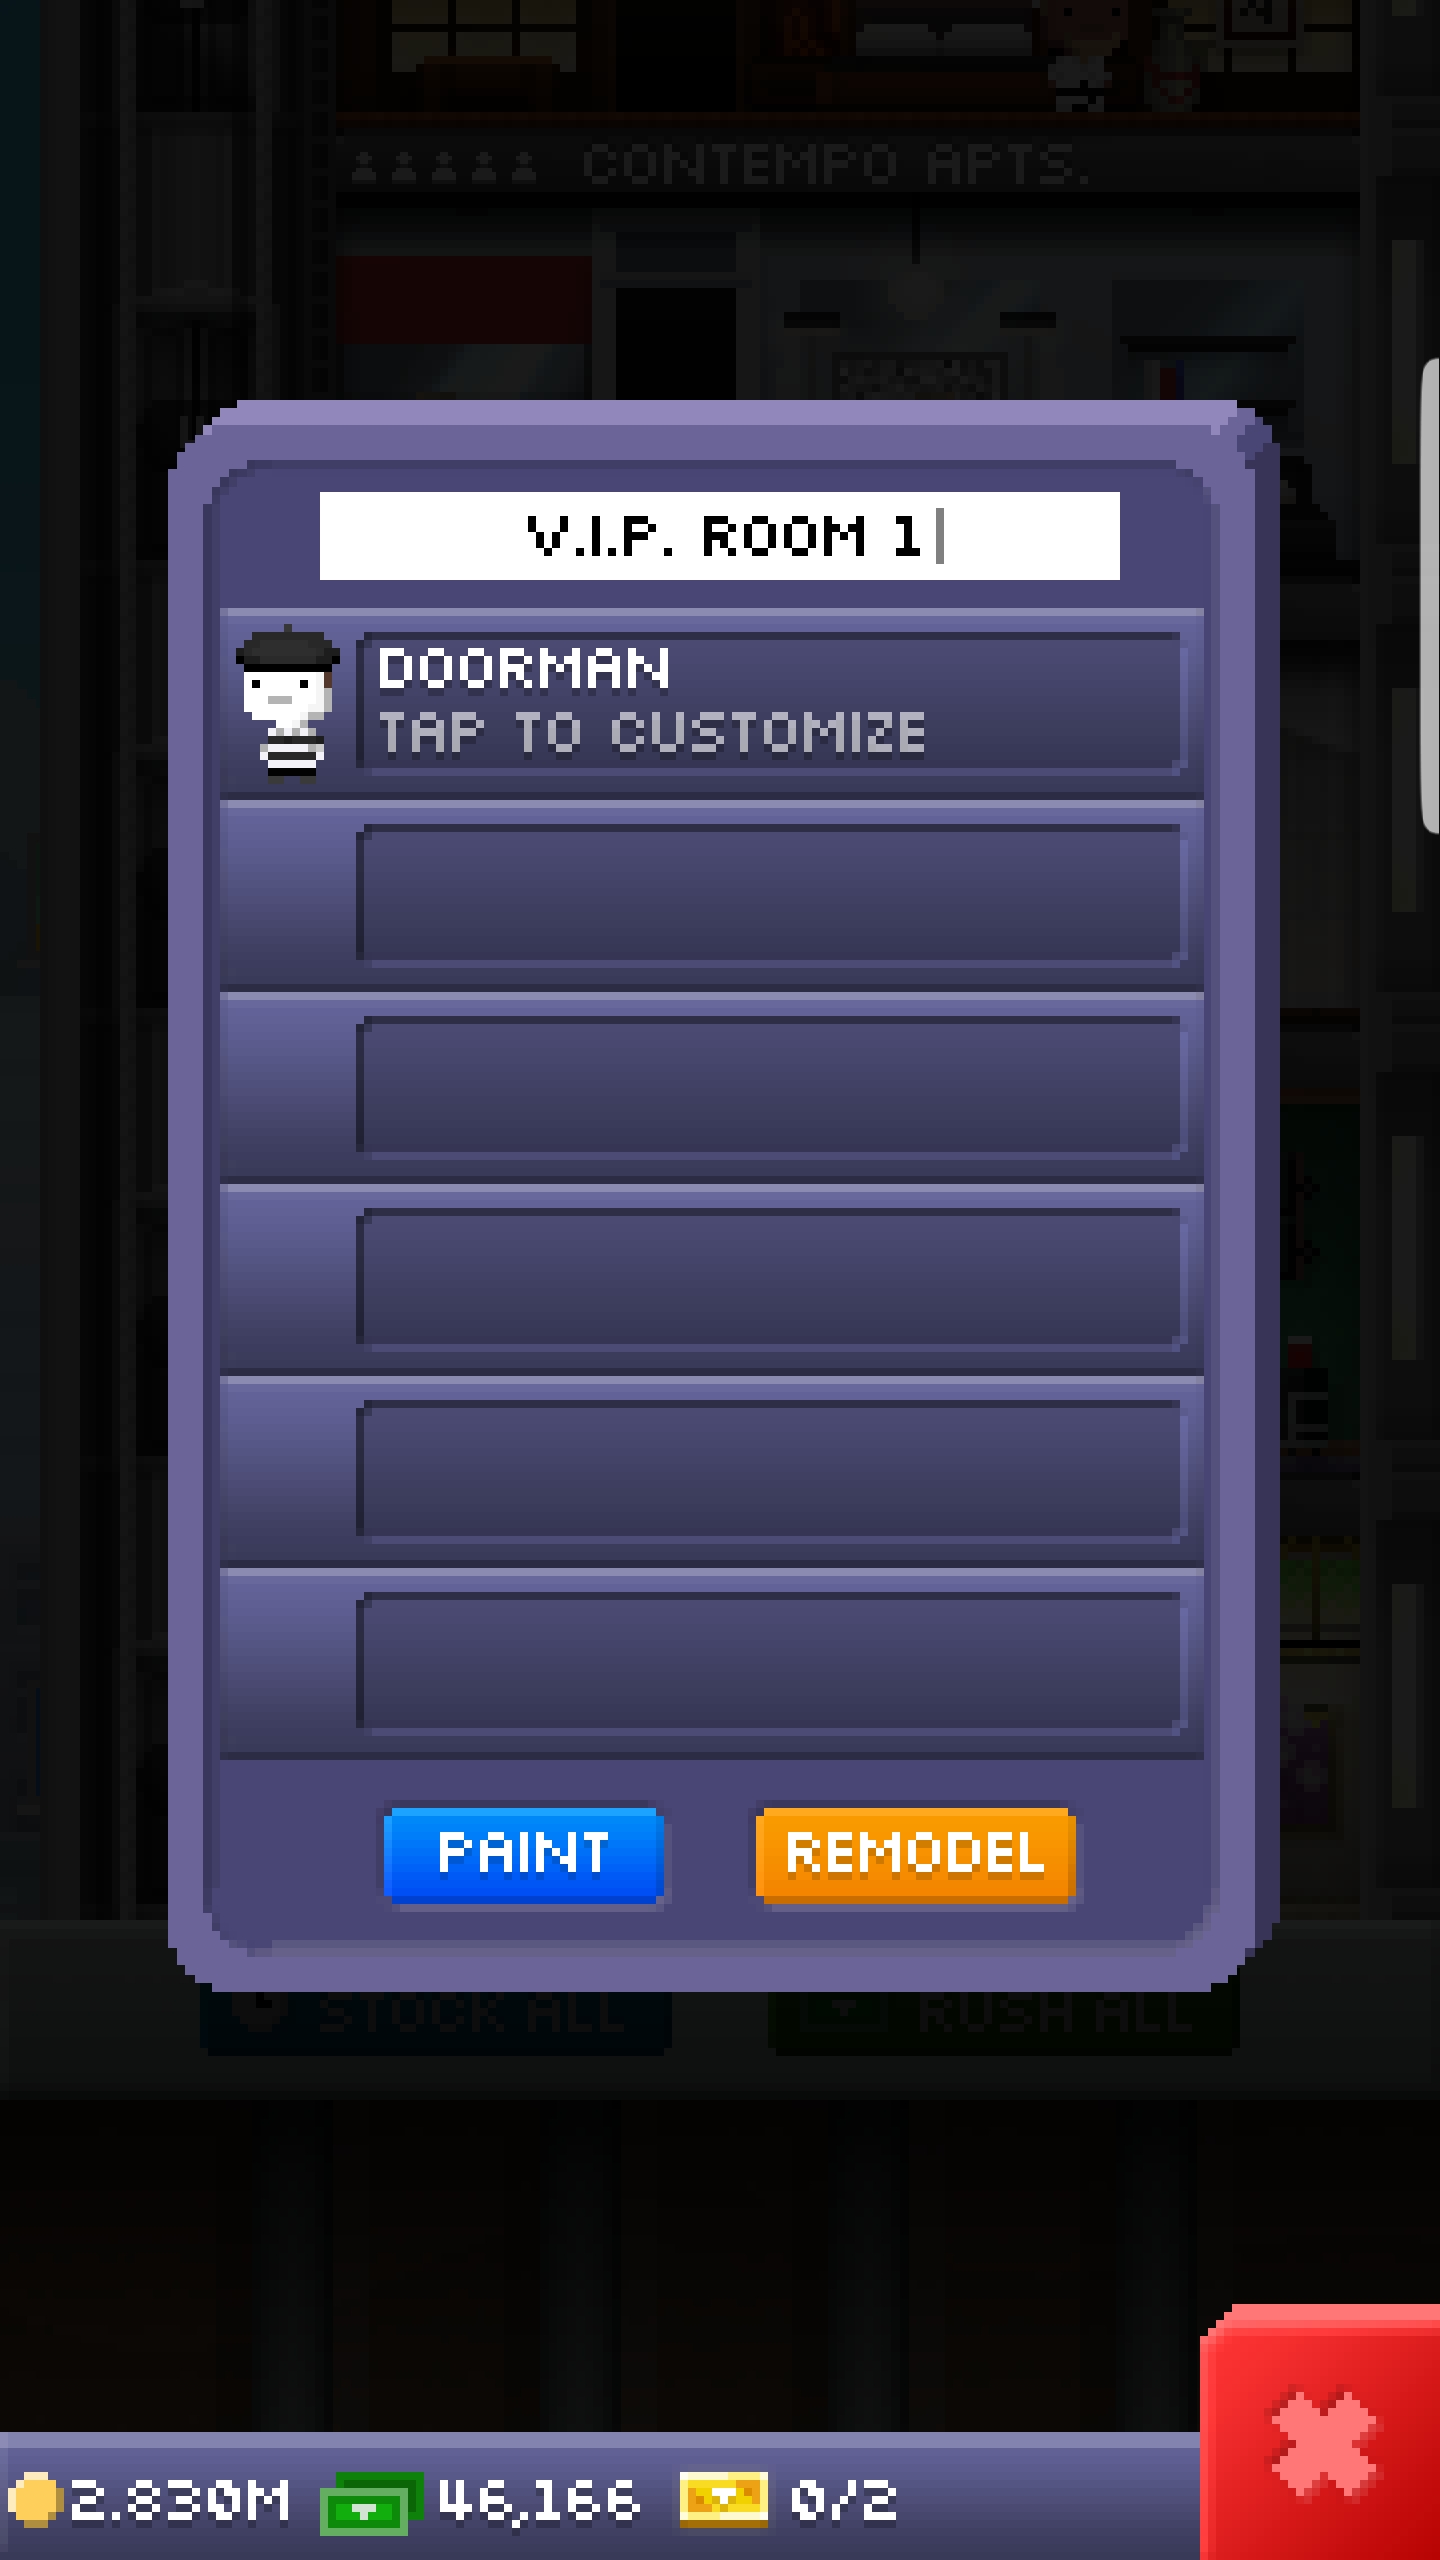 CONTEMPO APTS.
V.I.P. ROOM 1
DOORMAN
TAP TO CUSTOMIZE
PAINT
REMODEL
STOCK ALL
RUSH ALL
2.830M
46,166
0/2